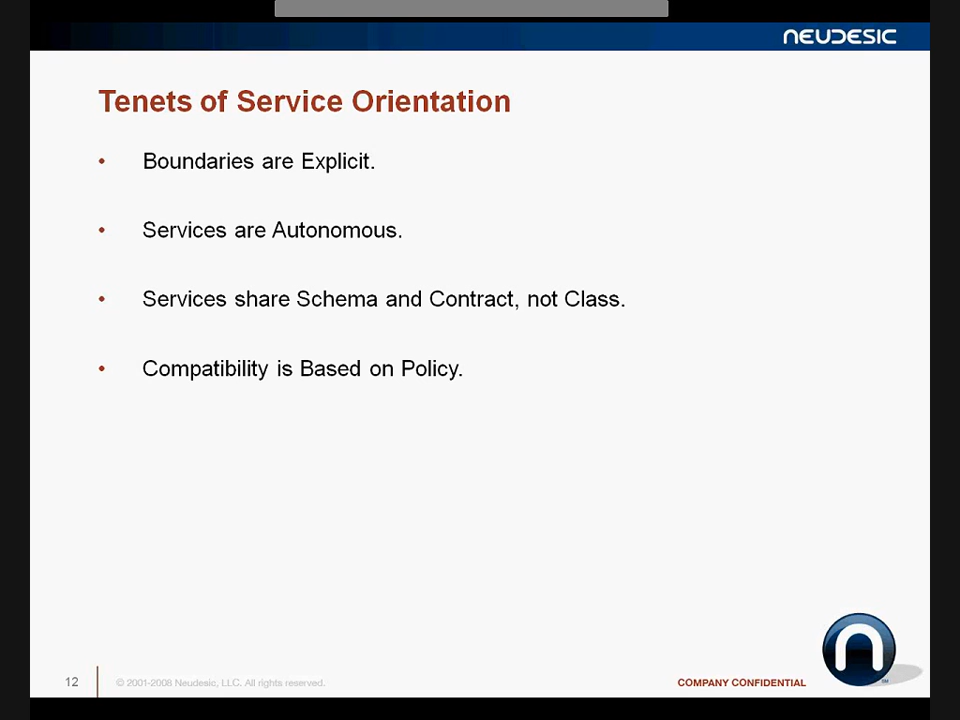 NEUDESIC
Tenets of Service Orientation
• Boundaries are Explicit.
• Services are Autonomous.
• Services share Schema and Contract, not Class.
• Compatibility is Based on Policy.
12
© 2001-2008 Neudesic, LLC. All rights reserved.
COMPANY CONFIDENTIAL
n
SM